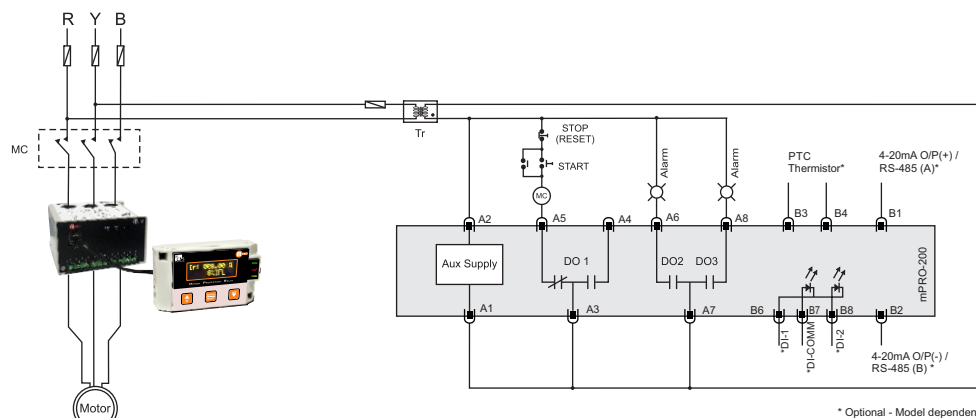 R Y B
MC
Tr
STOP
(RESET)
START
MC
Alarm
Alarm
PTC
Thermistor*
4-20mA O/P(+) /
RS-485 (A)*
A2
A5
A4
A6
A8
B3
B4
B1
Aux Supply
DO 1
DO2
DO3
mPRO-200
A1
A3
A7
B6
B7
B8
B2
*DI-1
*DI-COMM
*DI-2
4-20mA O/P(-) /
RS-485 (B) *
Motor
* Optional - Model dependen